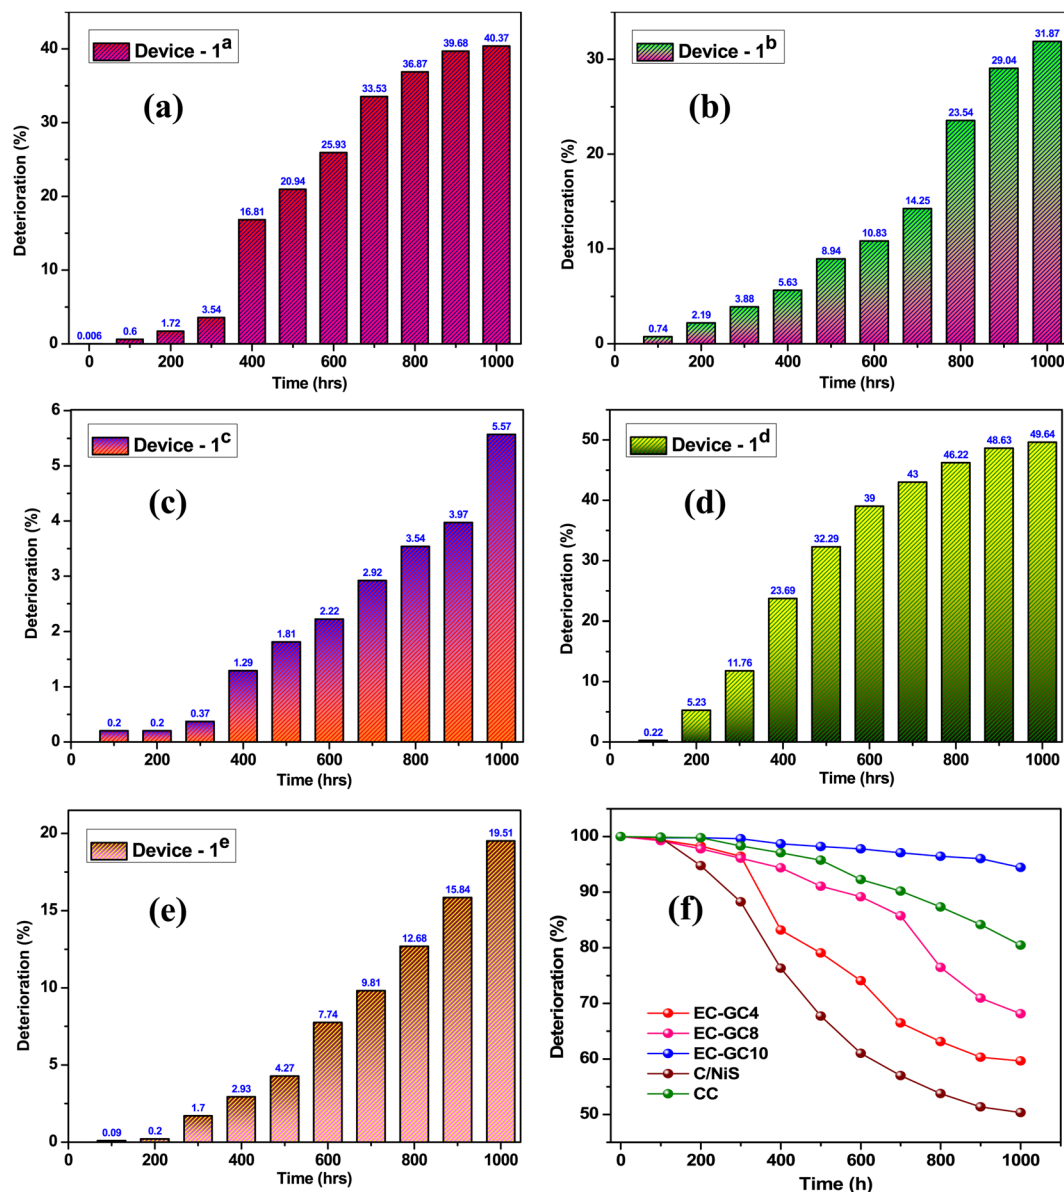 Device - 1a
(a)
40.37
39.68
36.87
33.53
25.93
20.94
16.81
3.54
1.72
0.6
0.006
40
30
20
10
0
Deterioration (%)
0 200 400 600 800 1000
Time (hrs)
Device - 1b
(b)
31.87
29.04
23.54
14.25
10.83
8.94
5.63
3.88
2.19
0.74
30
20
10
0
Deterioration (%)
0 200 400 600 800 1000
Time (hrs)
Device - 1c
(c)
5.57
3.97
3.54
2.92
2.22
1.81
1.29
0.37
0.2
0.2
6
5
4
3
2
1
0
Deterioration (%)
0 200 400 600 800 1000
Time (hrs)
Device - 1d
(d)
49.64
48.63
46.22
43
39
32.29
23.69
11.76
5.23
0.22
50
40
30
20
10
0
Deterioration (%)
0 200 400 600 800 1000
Time (hrs)
Device - 1e
(e)
19.51
15.84
12.68
9.81
7.74
4.27
2.93
1.7
0.2
0.09
20
15
10
5
0
Deterioration (%)
0 200 400 600 800 1000
Time (hrs)
(f)
100
90
80
70
60
50
Deterioration (%)
EC-GC4
EC-GC8
EC-GC10
C/NiS
CC
0 200 400 600 800 1000
Time (h)